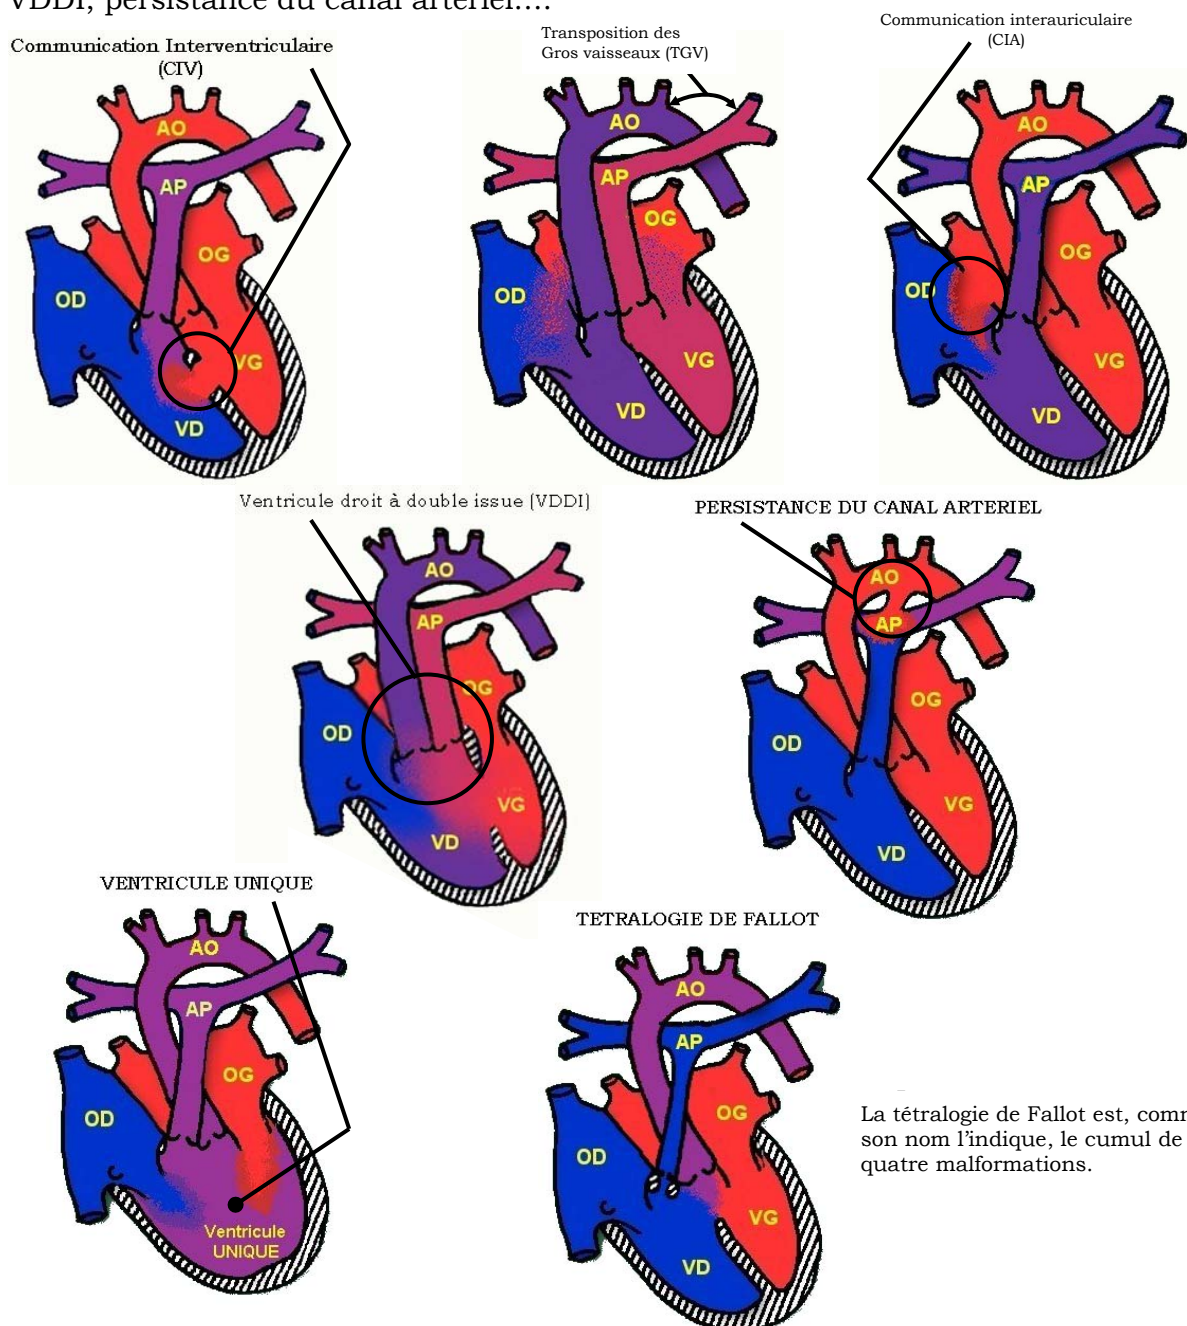 VDDI, persistance du canal artériel....
Communication Interventriculaire
(CIV)
Transposition des
Gros vaisseaux (TGV)
Communication interauriculaire
(CIA)
AO
AP
OG
OD
VG
VD
AO
AP
OG
OD
VG
VD
AO
AP
OG
OD
VG
VD
Ventricule droit à double issue (VDDI)
PERSISTANCE DU CANAL ARTERIEL
AO
AP
OG
OD
VG
VD
AO
AP
OG
OD
VG
VD
VENTRICULE UNIQUE
TETRALOGIE DE FALLOT
AO
AP
OG
OD
Ventricule
UNIQUE
AO
AP
OG
OD
VG
VD
La tétralogie de Fallot est, comm
son nom l'indique, le cumul de
quatre malformations.